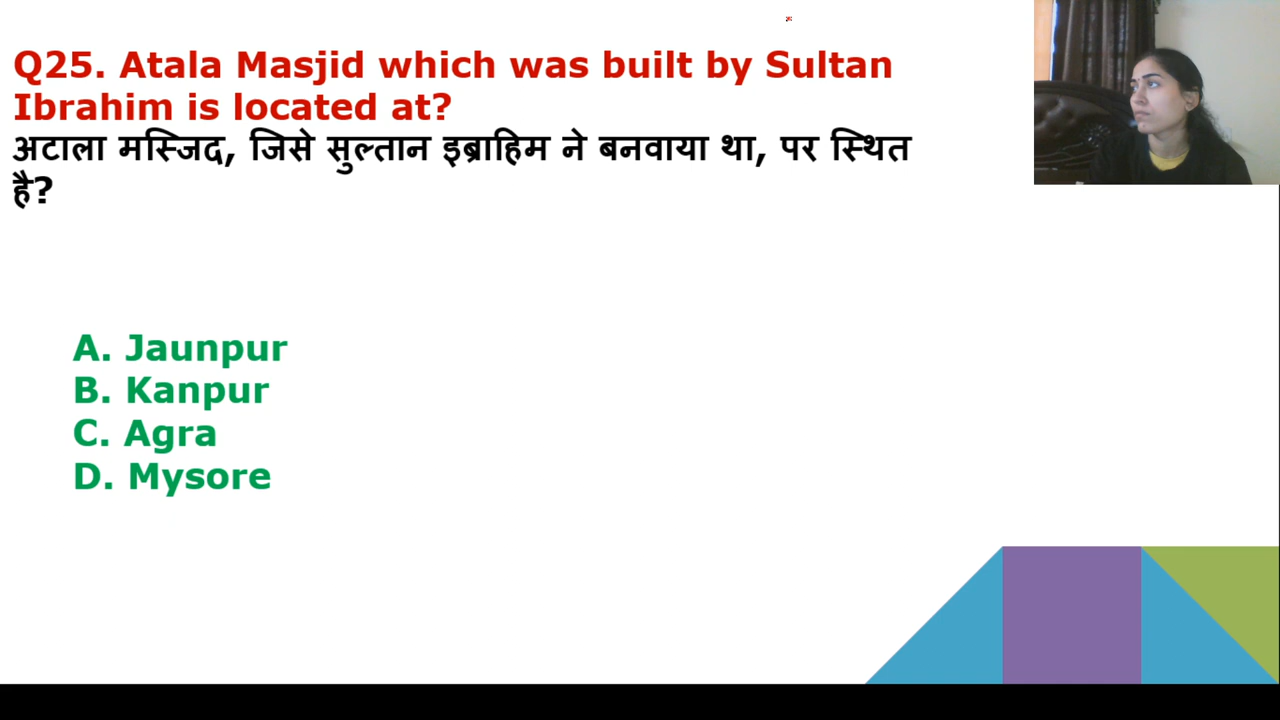 Q25. Atala Masjid which was built by Sultan
Ibrahim is located at?
अटाला मस्जिद, जिसे सुल्तान इब्राहिम ने बनवाया था, पर स्थित
है?
A. Jaunpur
B. Kanpur
C. Agra
D. Mysore